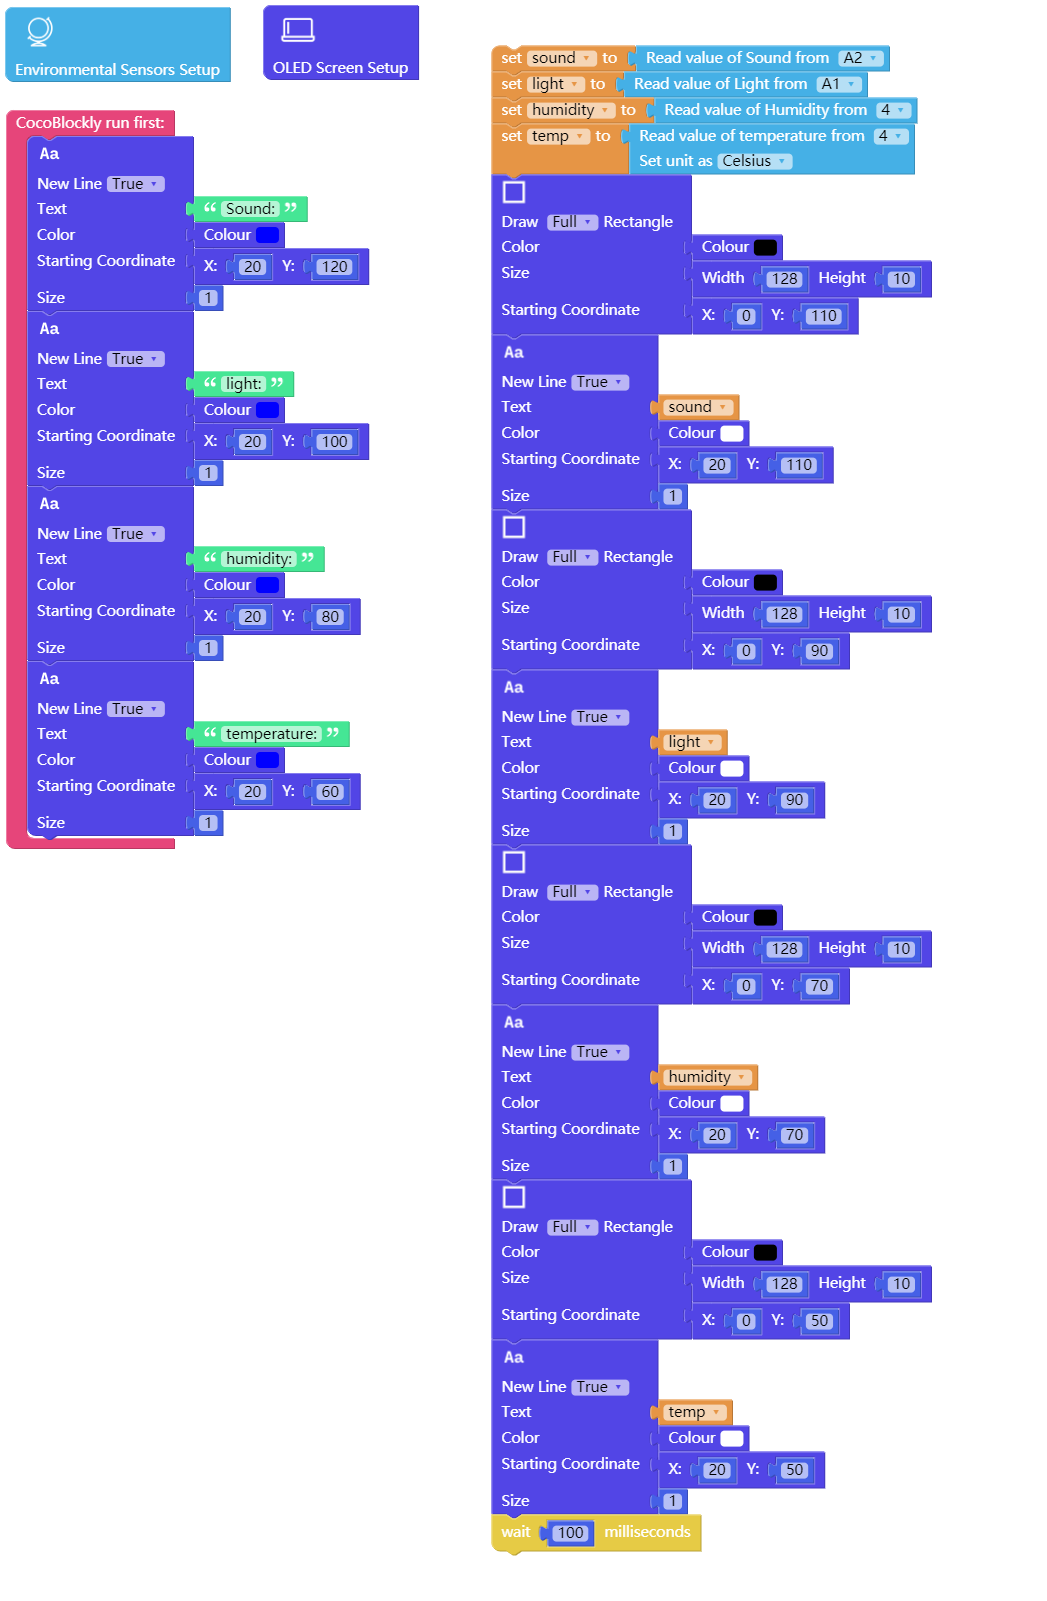 Environmental Sensors Setup
OLED Screen Setup
CocoBlockly run first:
Aa
New Line True
Text “ Sound: ”
Color Colour
Starting Coordinate X: 20 Y: 120
Size 1
Aa
New Line True
Text “ light: ”
Color Colour
Starting Coordinate X: 20 Y: 100
Size 1
Aa
New Line True
Text “ humidity: ”
Color Colour
Starting Coordinate X: 20 Y: 80
Size 1
Aa
New Line True
Text “ temperature: ”
Color Colour
Starting Coordinate X: 20 Y: 60
Size 1
set sound to Read value of Sound from A2
set light to Read value of Light from A1
set humidity to Read value of Humidity from 4
set temp to Read value of temperature from 4
Set unit as Celsius
Draw Full Rectangle
Color Colour
Size Width 128 Height 10
Starting Coordinate X: 0 Y: 110
Aa
New Line True
Text sound
Color Colour
Starting Coordinate X: 20 Y: 110
Size 1
Draw Full Rectangle
Color Colour
Size Width 128 Height 10
Starting Coordinate X: 0 Y: 90
Aa
New Line True
Text light
Color Colour
Starting Coordinate X: 20 Y: 90
Size 1
Draw Full Rectangle
Color Colour
Size Width 128 Height 10
Starting Coordinate X: 0 Y: 70
Aa
New Line True
Text humidity
Color Colour
Starting Coordinate X: 20 Y: 70
Size 1
Draw Full Rectangle
Color Colour
Size Width 128 Height 10
Starting Coordinate X: 0 Y: 50
Aa
New Line True
Text temp
Color Colour
Starting Coordinate X: 20 Y: 50
Size 1
wait 100 milliseconds